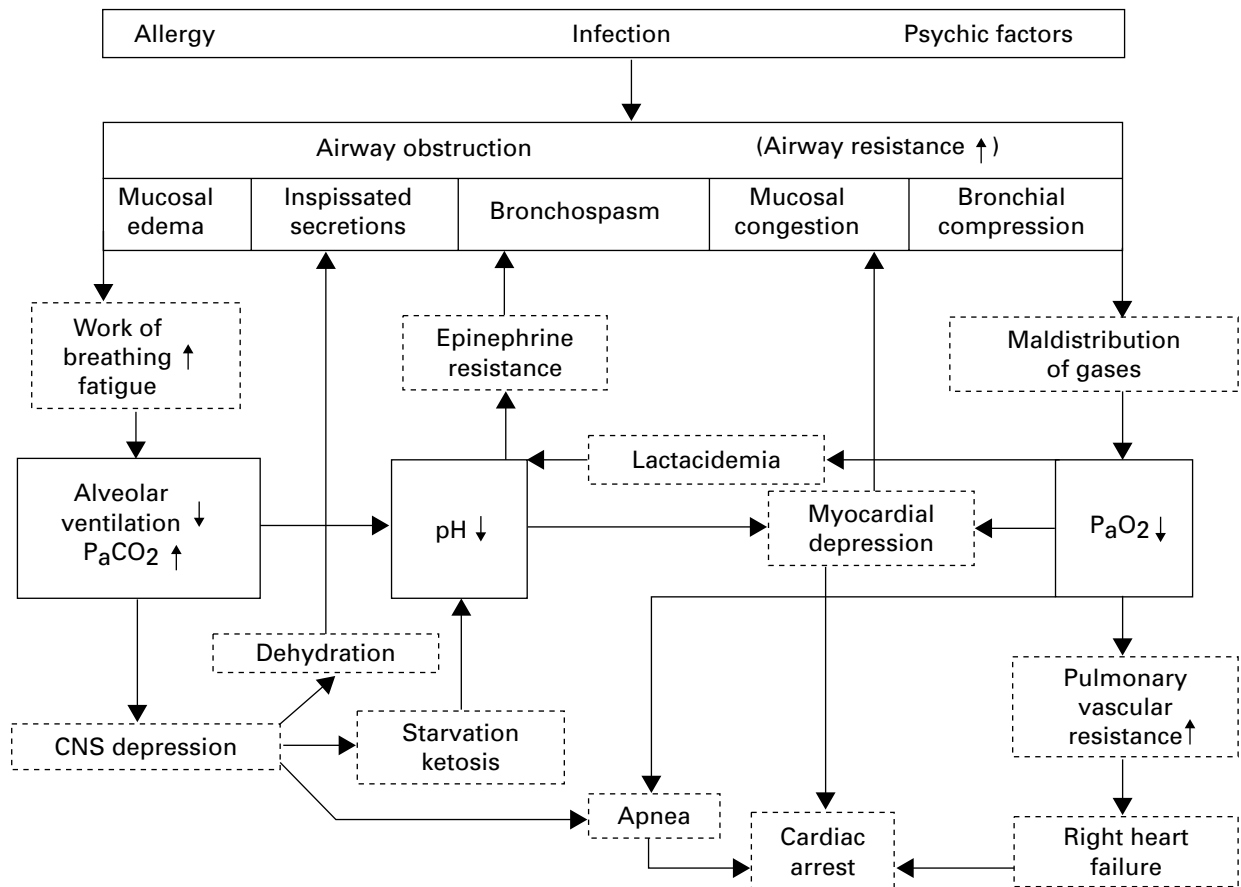 Allergy Infection Psychic factors
Airway obstruction (Airway resistance ↑)
Mucosal
edema
Inspissated
secretions
Bronchospasm
Mucosal
congestion
Bronchial
compression
Work of
breathing ↑
fatigue
Epinephrine
resistance
Maldistribution
of gases
Lactacidemia
Alveolar
ventilation ↓
PaCO2 ↑
pH ↓
Myocardial
depression
PaO2 ↓
Dehydration
CNS depression
Starvation
ketosis
Pulmonary
vascular
resistance ↑
Apnea
Cardiac
arrest
Right heart
failure